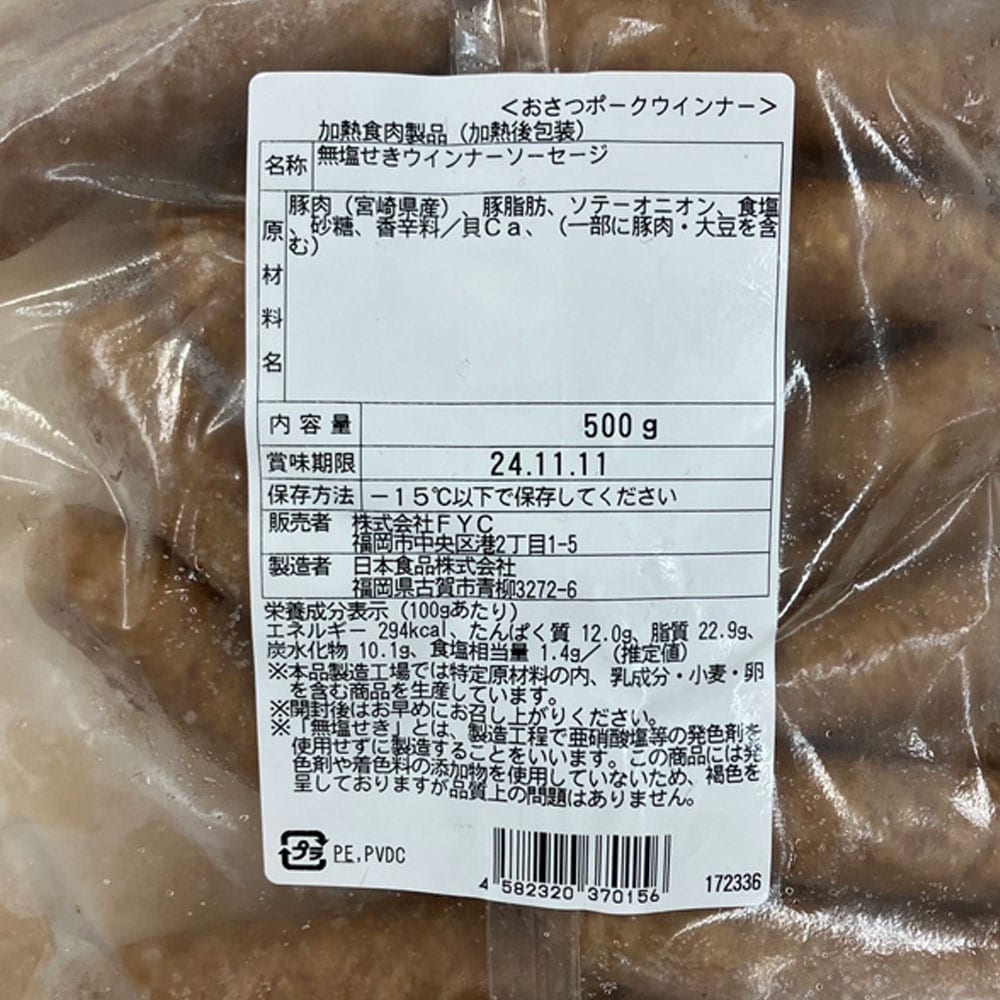 <おさつポークウインナー>
加熱食肉製品（加熱後包装）
名称 無塩せきウインナーソーセージ
原材料名 豚肉（宮崎県産）、豚脂肪、ソテーオニオン、食塩
、砂糖、香辛料／貝Ｃａ、（一部に豚肉・大豆を含
む）
内容量 500g
賞味期限 24.11.11
保存方法 −１５℃以下で保存してください
販売者 株式会社ＦＹＣ
福岡市中央区港2丁目1-5
製造者 日本食品株式会社
福岡県古賀市青柳3272-6
栄養成分表示（100gあたり）
エネルギー 294kcal、たんぱく質 12.0g、脂質 22.9g、
炭水化物 10.1g、食塩相当量 1.4g／（推定値）
※本品製造工場では特定原材料の内、乳成分・小麦・卵
を含む商品を生産しています。
※開封後はお早めにお召し上がりください。
※「無塩せき」とは、製造工程で亜硝酸塩等の発色剤を
使用せずに製造することをいいます。この商品には発
色剤や着色料の添加物を使用していないため、褐色を
呈しておりますが品質上の問題はありません。
プラ PE,PVDC
4 582320 370156
172336